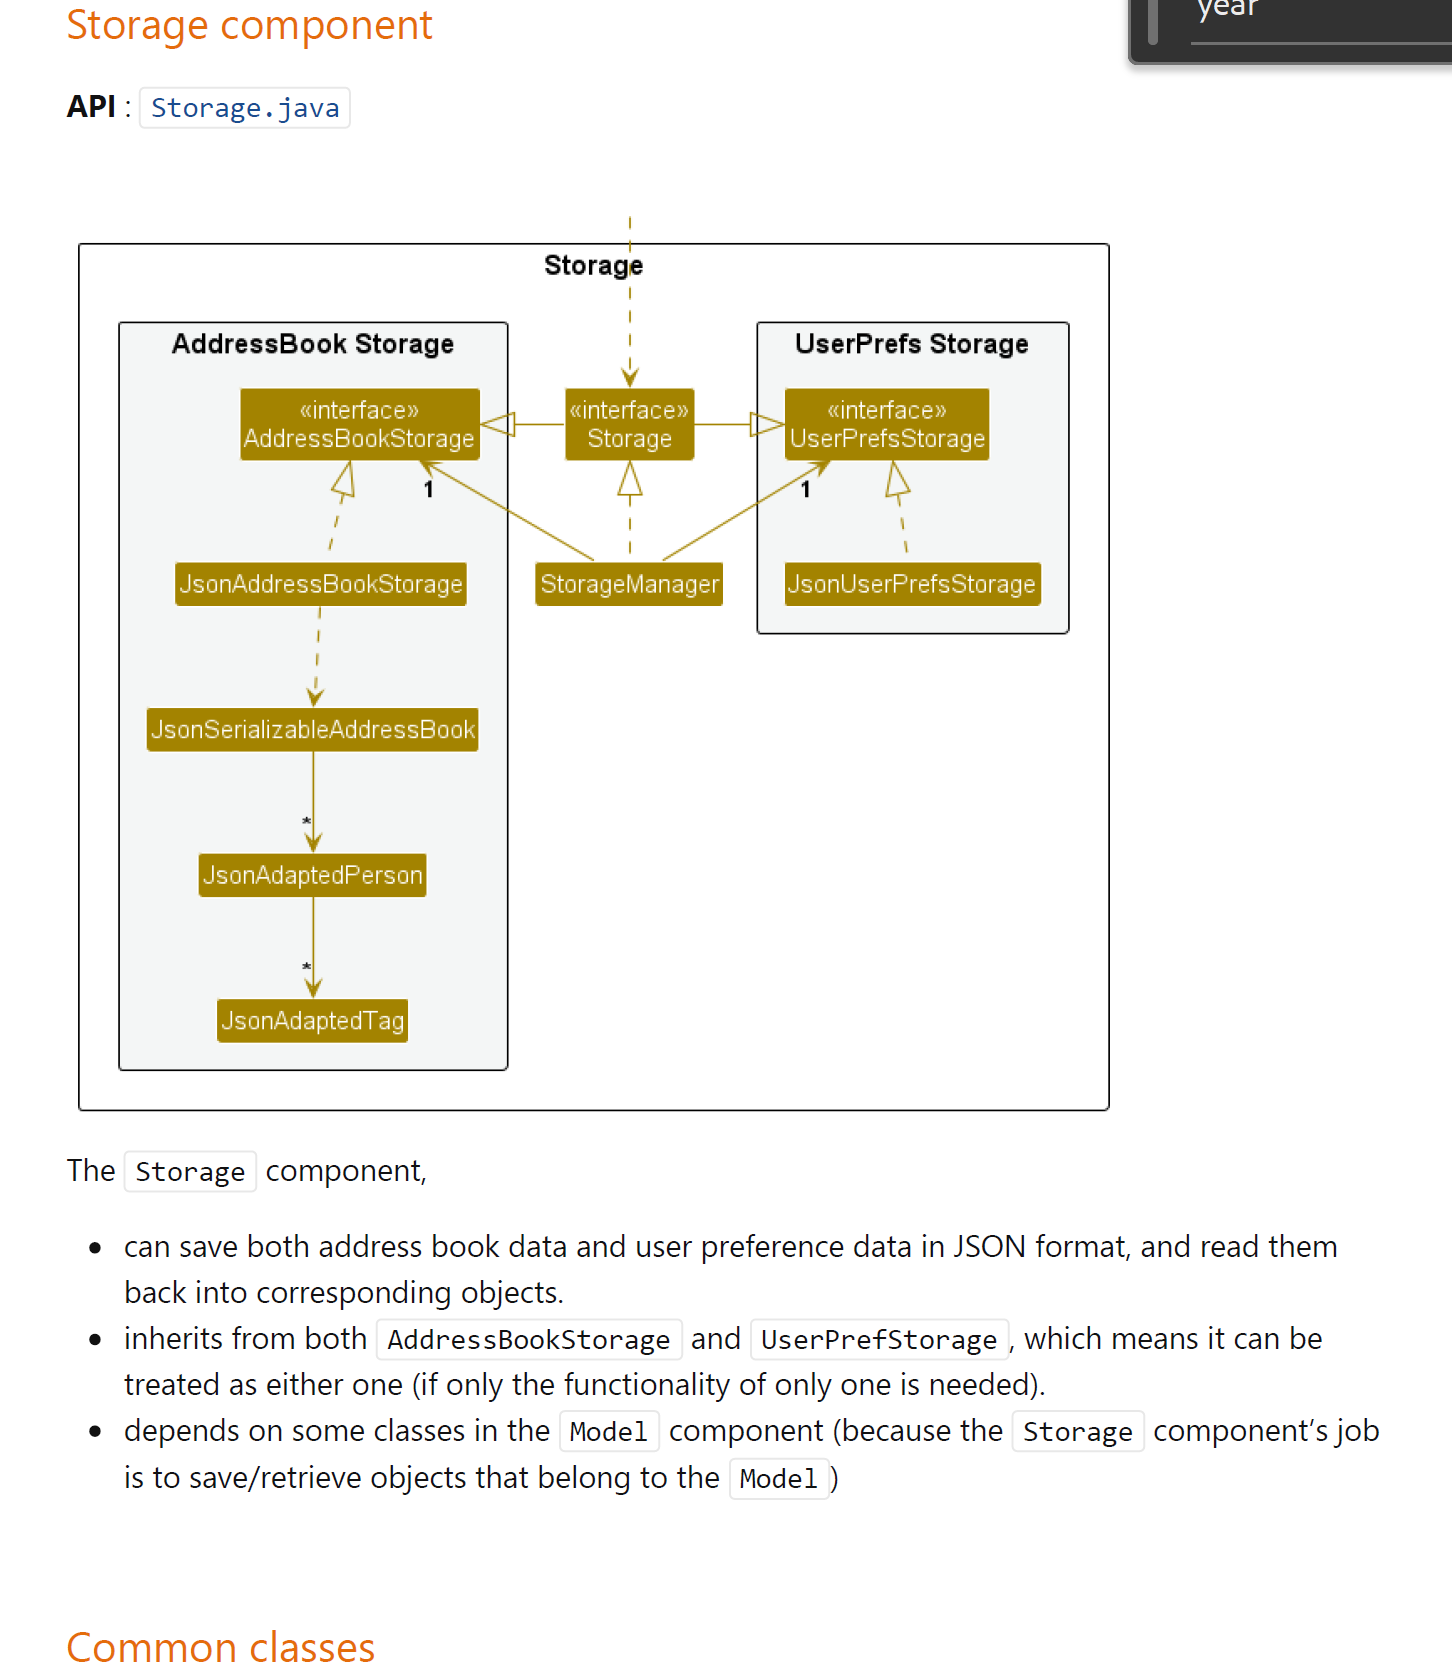 year
Storage component
API : Storage.java
Storage
AddressBook Storage
UserPrefs Storage
«interface»
AddressBookStorage
«interface»
Storage
«interface»
UserPrefsStorage
1
1
JsonAddressBookStorage
StorageManager
JsonUserPrefsStorage
JsonSerializableAddressBook
*
JsonAdaptedPerson
*
JsonAdaptedTag
The Storage component,
• can save both address book data and user preference data in JSON format, and read them
back into corresponding objects.
• inherits from both AddressBookStorage and UserPrefStorage, which means it can be
treated as either one (if only the functionality of only one is needed).
• depends on some classes in the Model component (because the Storage component’s job
is to save/retrieve objects that belong to the Model)
Common classes